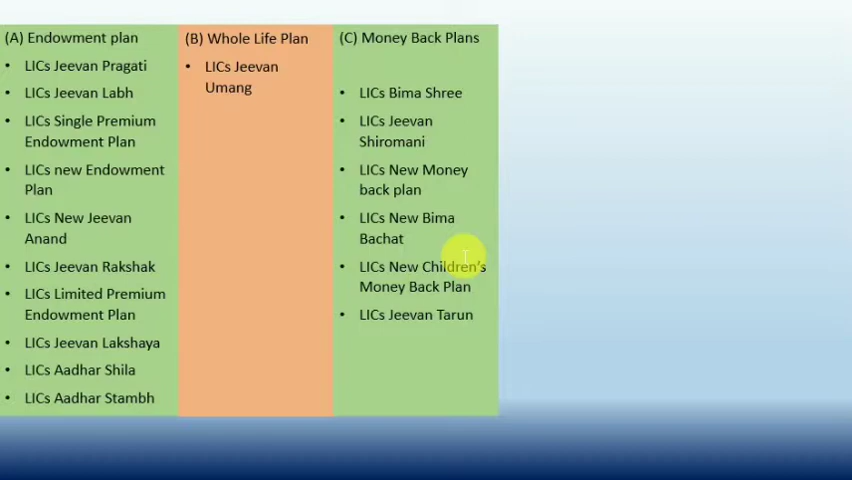 (A) Endowment plan
• LICs Jeevan Pragati
• LICs Jeevan Labh
• LICs Single Premium
Endowment Plan
• LICs new Endowment
Plan
• LICs New Jeevan
Anand
• LICs Jeevan Rakshak
• LICs Limited Premium
Endowment Plan
• LICs Jeevan Lakshaya
• LICs Aadhar Shila
• LICs Aadhar Stambh
(B) Whole Life Plan
• LICs Jeevan
Umang
(C) Money Back Plans
• LICs Bima Shree
• LICs Jeevan
Shiromani
• LICs New Money
back plan
• LICs New Bima
Bachat
• LICs New Children’s
Money Back Plan
• LICs Jeevan Tarun